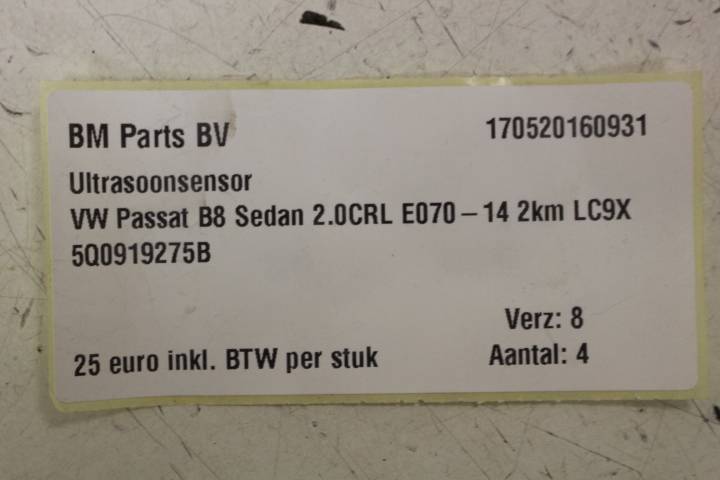 BM Parts BV 170520160931
Ultrasoonsensor
VW Passat B8 Sedan 2.0CRL E070-14 2km LC9X
5Q0919275B
Verz: 8
25 euro inkl. BTW per stuk Aantal: 4